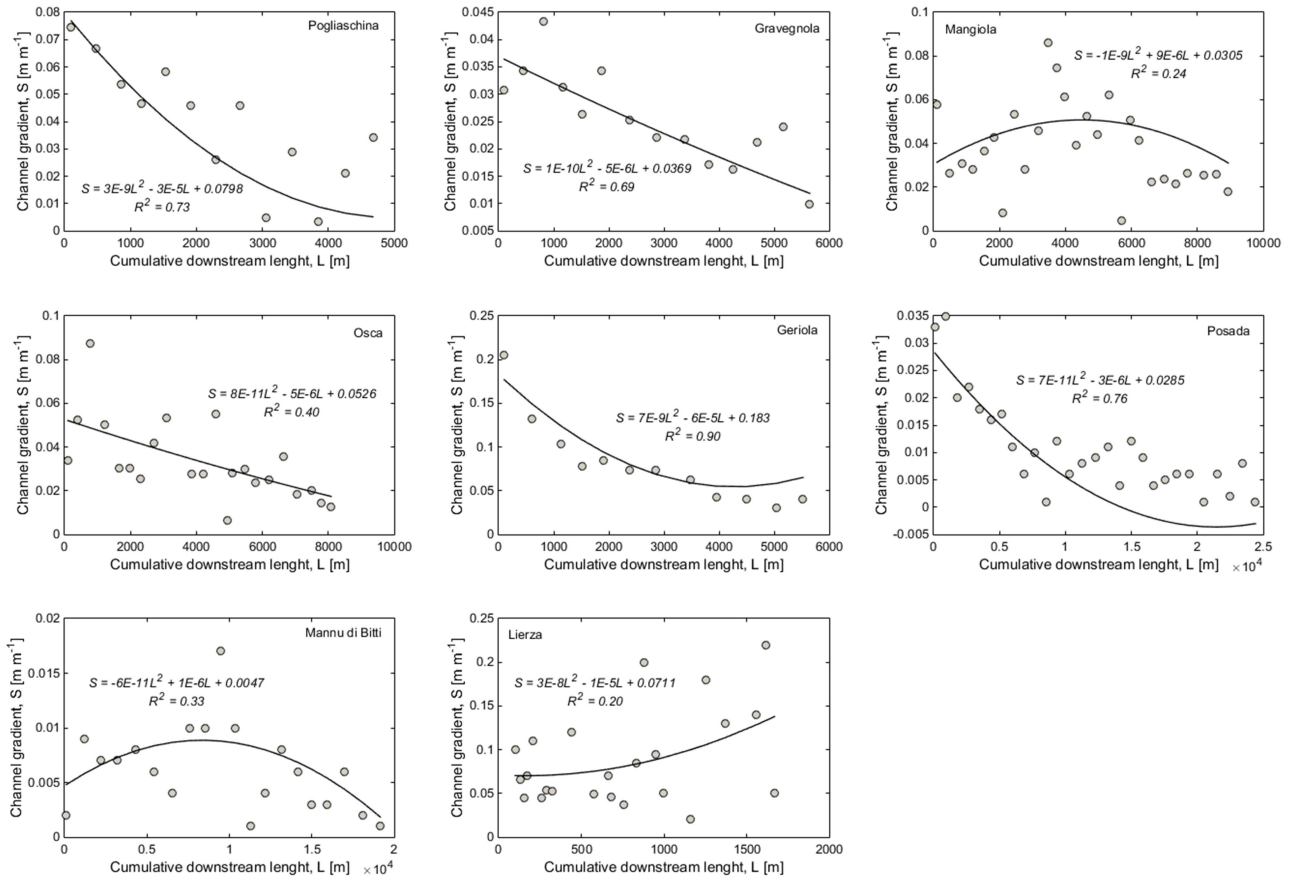 Pogliaschina
S = 3E-9L2 - 3E-5L + 0.0798
R2 = 0.73
0.08
0.07
0.06
0.05
0.04
0.03
0.02
0.01
0
0 1000 2000 3000 4000 5000
Channel gradient, S [m m-1]
Cumulative downstream lenght, L [m]
Gravegnola
S = 1E-10L2 - 5E-6L + 0.0369
R2 = 0.69
0.045
0.04
0.035
0.03
0.025
0.02
0.015
0.01
0.005
0 1000 2000 3000 4000 5000 6000
Channel gradient, S [m m-1]
Cumulative downstream lenght, L [m]
Mangiola
S = -1E-9L2 + 9E-6L + 0.0305
R2 = 0.24
0.1
0.08
0.06
0.04
0.02
0
0 2000 4000 6000 8000 10000
Channel gradient, S [m m-1]
Cumulative downstream lenght, L [m]
Osca
S = 8E-11L2 - 5E-6L + 0.0526
R2 = 0.40
0.1
0.08
0.06
0.04
0.02
0
0 2000 4000 6000 8000 10000
Channel gradient, S [m m-1]
Cumulative downstream lenght, L [m]
Geriola
S = 7E-9L2 - 6E-5L + 0.183
R2 = 0.90
0.25
0.2
0.15
0.1
0.05
0
0 1000 2000 3000 4000 5000 6000
Channel gradient, S [m m-1]
Cumulative downstream lenght, L [m]
Posada
S = 7E-11L2 - 3E-6L + 0.0285
R2 = 0.76
0.035
0.03
0.025
0.02
0.015
0.01
0.005
0
-0.005
0 0.5 1 1.5 2 2.5
Channel gradient, S [m m-1]
Cumulative downstream lenght, L [m] ×104
Mannu di Bitti
S = -6E-11L2 + 1E-6L + 0.0047
R2 = 0.33
0.02
0.015
0.01
0.005
0
0 0.5 1 1.5 2
Channel gradient, S [m m-1]
Cumulative downstream lenght, L [m] ×104
Lierza
S = 3E-8L2 - 1E-5L + 0.0711
R2 = 0.20
0.25
0.2
0.15
0.1
0.05
0
0 500 1000 1500 2000
Channel gradient, S [m m-1]
Cumulative downstream lenght, L [m]